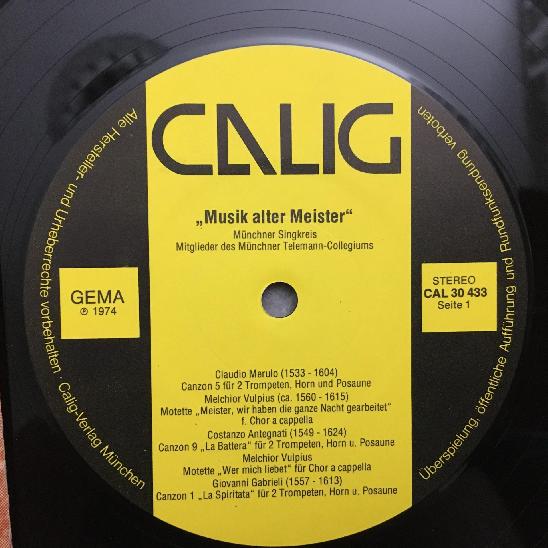 CALIG
„Musik alter Meister“
Münchner Singkreis
Mitglieder des Münchner Telemann-Collegiums
GEMA
℗ 1974
STEREO
CAL 30 433
Seite 1
Claudio Merulo (1533 - 1604)
Canzon 5 für 2 Trompeten, Horn und Posaune
Melchior Vulpius (ca. 1560 - 1615)
Motette „Meister, wir haben die ganze Nacht gearbeitet“
f. Chor a cappella
Costanzo Antegnati (1549 - 1624)
Canzon 9 „La Battera“ für 2 Trompeten, Horn u. Posaune
Melchior Vulpius
Motette „Wer mich liebet“ für Chor a cappella
Giovanni Gabrieli (1557 - 1613)
Canzon 1 „La Spiritata“ für 2 Trompeten, Horn u. Posaune
Alle Hersteller- und Urheberrechte vorbehalten · Calig-Verlag München
Überspielung, öffentliche Aufführung und Rundfunksendung verboten